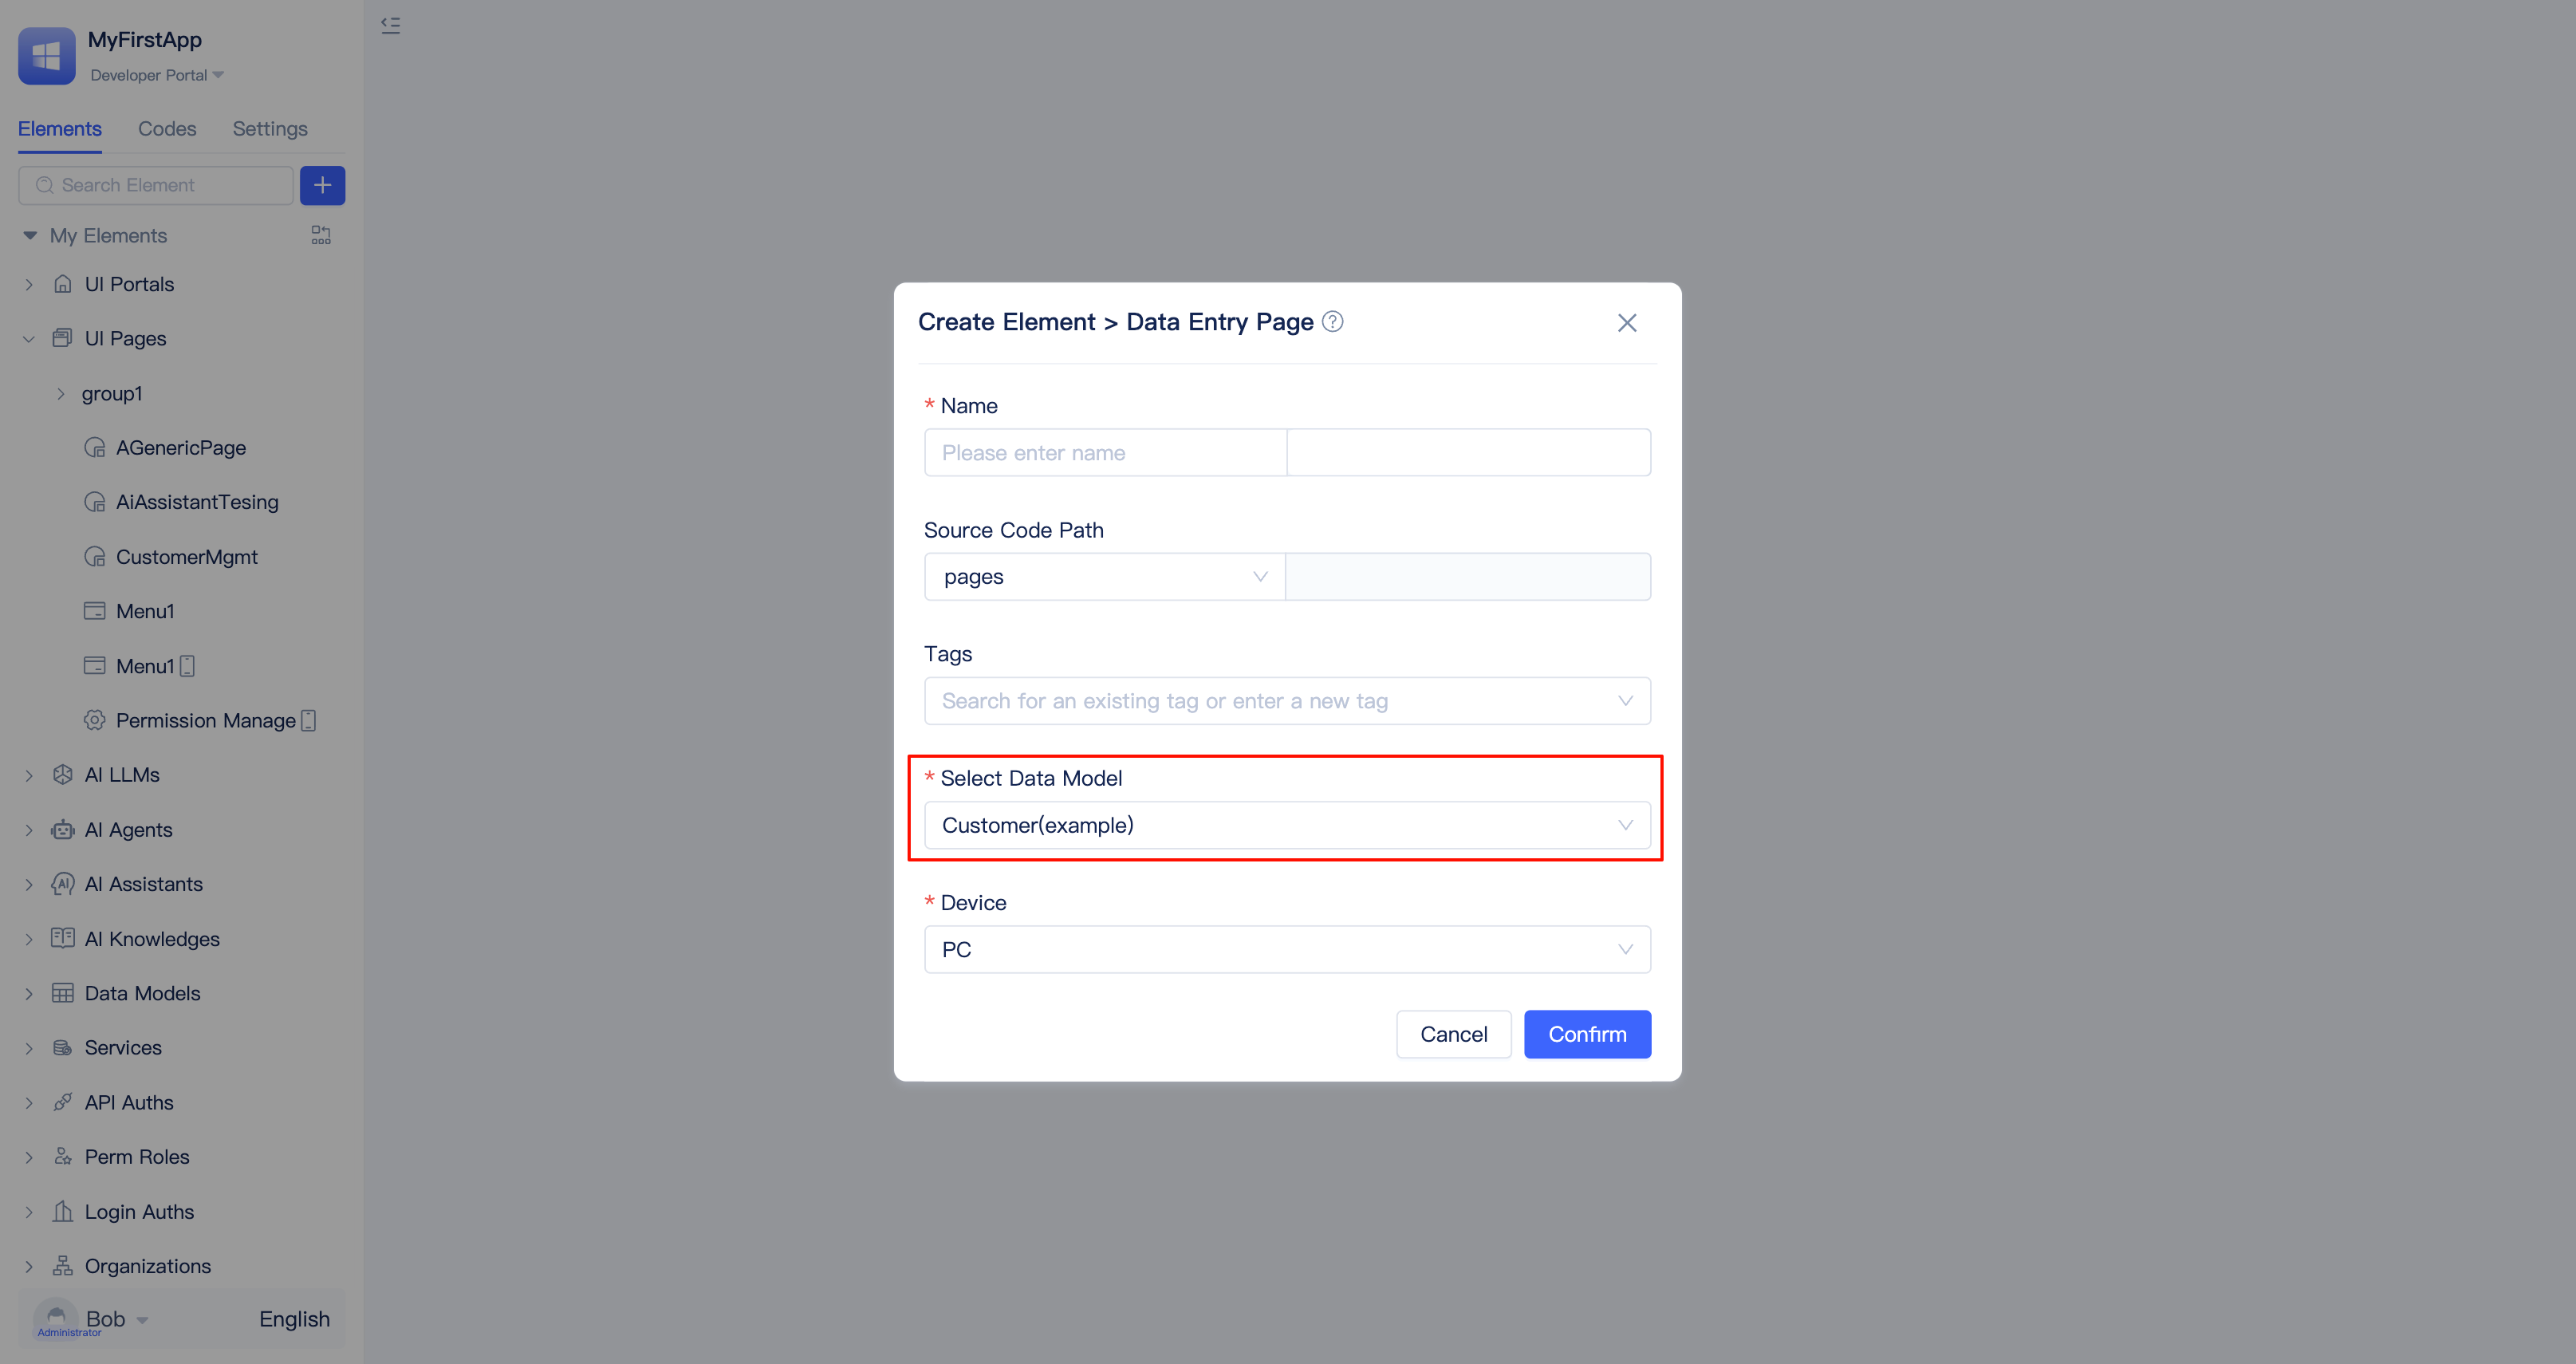 MyFirstApp
Developer Portal
Elements Codes Settings
Search Element
My Elements
UI Portals
UI Pages
group1
AGenericPage
AiAssistantTesing
CustomerMgmt
Menu1
Menu1
Permission Manage
AI LLMs
AI Agents
AI Assistants
AI Knowledges
Data Models
Services
API Auths
Perm Roles
Login Auths
Organizations
Bob English
Administrator
Create Element > Data Entry Page
* Name
Please enter name
Source Code Path
pages
Tags
Search for an existing tag or enter a new tag
* Select Data Model
Customer(example)
* Device
PC
Cancel Confirm